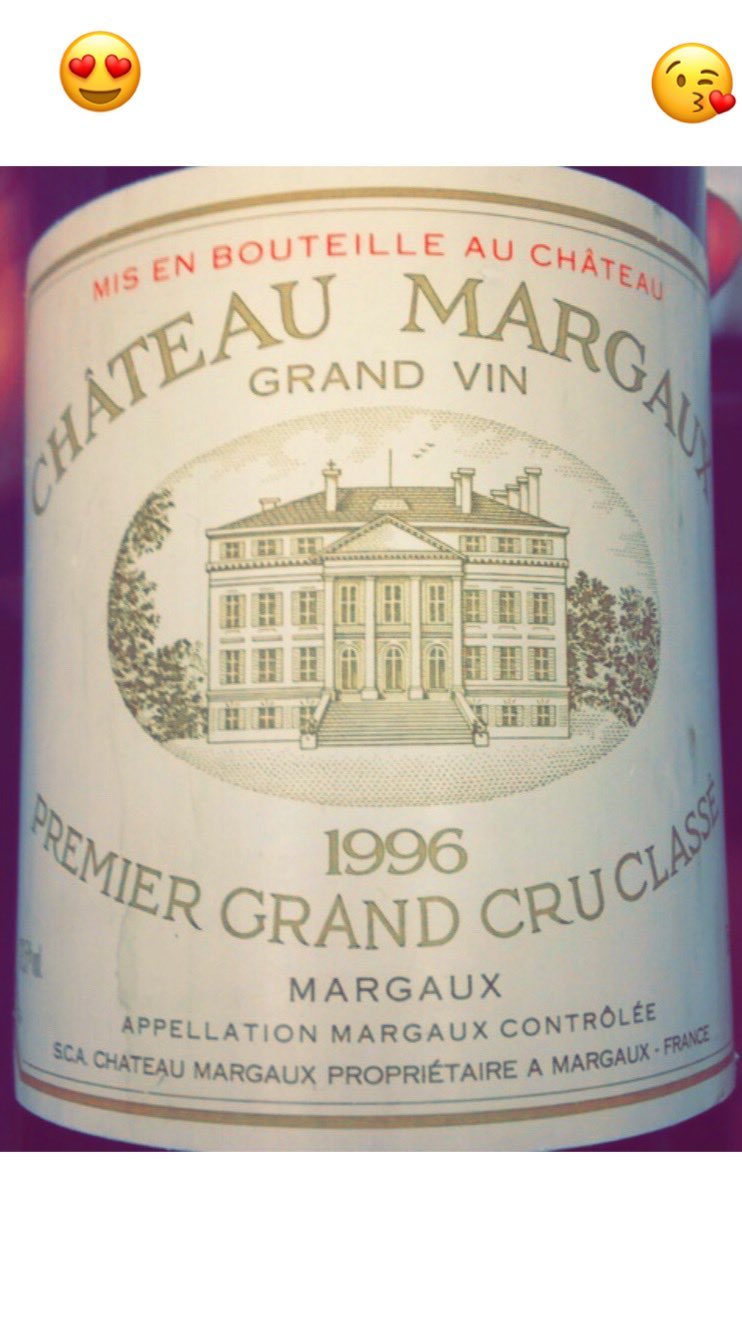 MIS EN BOUTEILLE AU CHÂTEAU
CHÂTEAU MARGAUX
GRAND VIN
1996
PREMIER GRAND CRU CLASSÉ
MARGAUX
APPELLATION MARGAUX CONTRÔLÉE
S.C.A. CHATEAU MARGAUX PROPRIÉTAIRE A MARGAUX - FRANCE